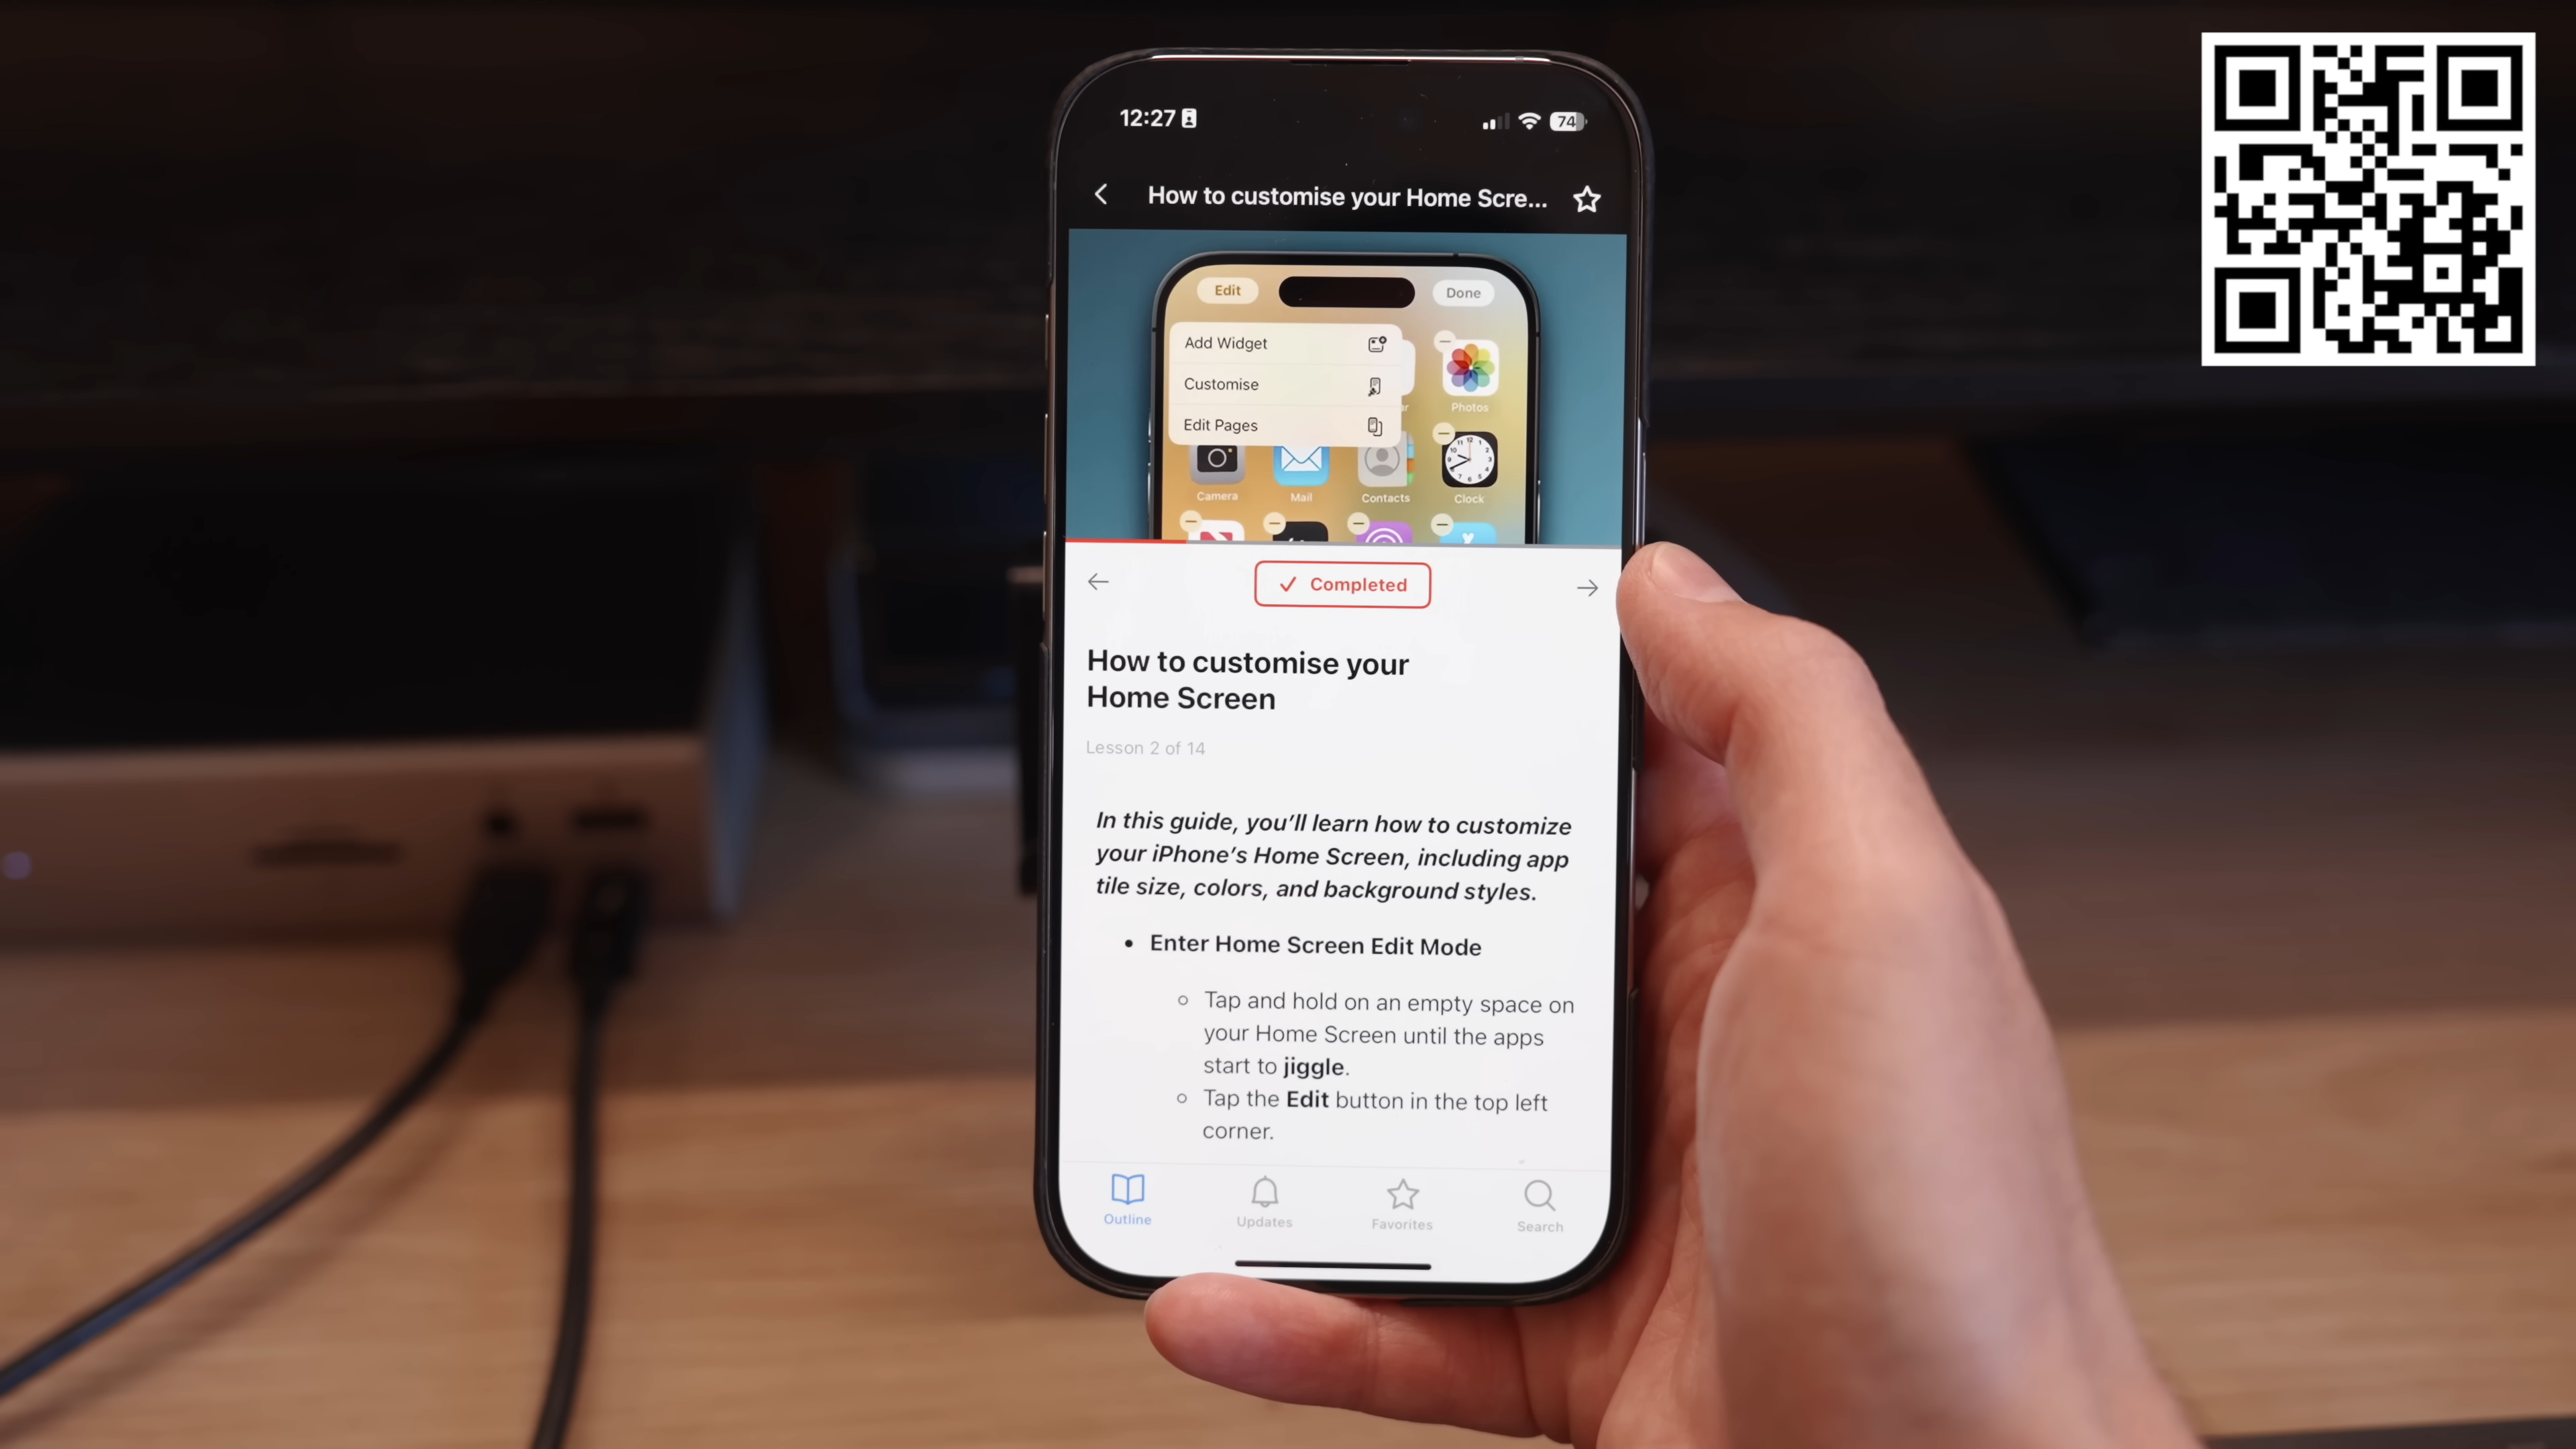 12:27
74
How to customise your Home Scre...
Edit
Done
Add Widget
Customise
Edit Pages
Photos
Camera
Mail
Contacts
Clock
Completed
How to customise your
Home Screen
Lesson 2 of 14
In this guide, you'll learn how to customize
your iPhone's Home Screen, including app
tile size, colors, and background styles.
• Enter Home Screen Edit Mode
○ Tap and hold on an empty space on
your Home Screen until the apps
start to jiggle.
○ Tap the Edit button in the top left
corner.
Outline
Updates
Favorites
Search